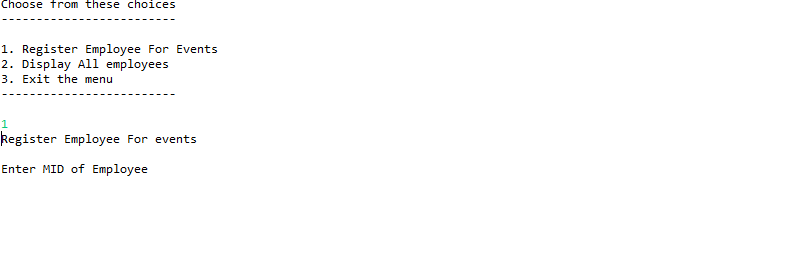 Choose from these choices
-------------------------
1. Register Employee For Events
2. Display All employees
3. Exit the menu
-------------------------
1
Register Employee For events
Enter MID of Employee